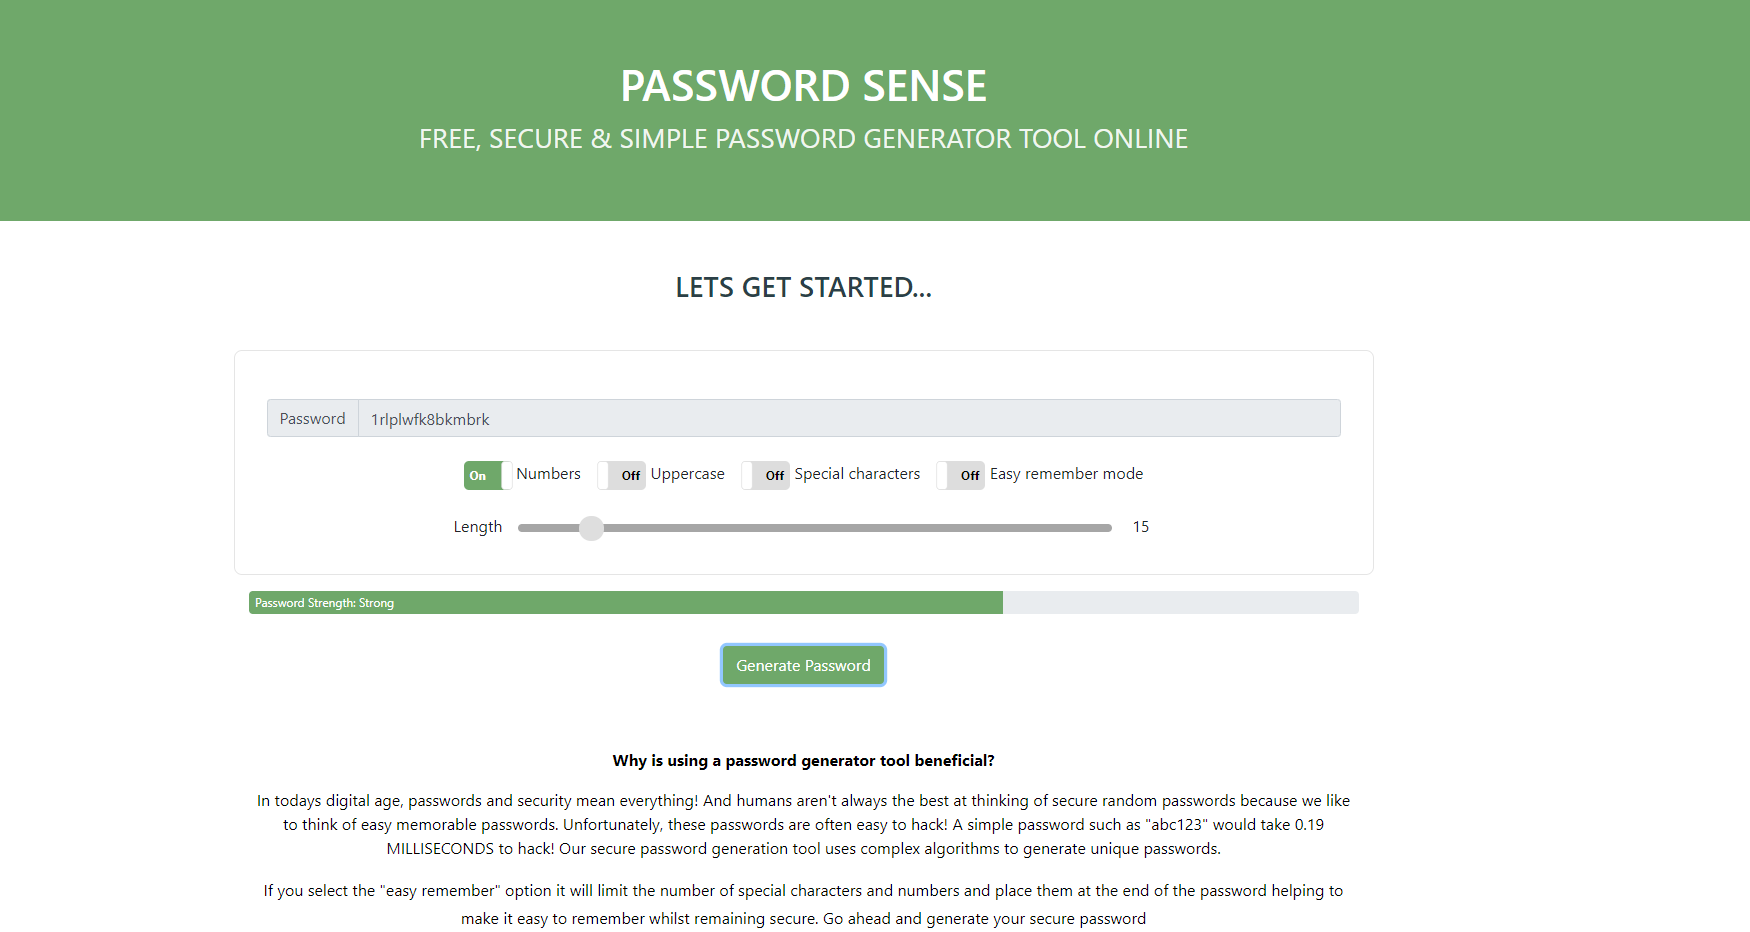 PASSWORD SENSE
FREE, SECURE & SIMPLE PASSWORD GENERATOR TOOL ONLINE
LETS GET STARTED...
Password 1rlplwfk8bkmbrk
On Numbers Off Uppercase Off Special characters Off Easy remember mode
Length 15
Password Strength: Strong
Generate Password
Why is using a password generator tool beneficial?
In todays digital age, passwords and security mean everything! And humans aren't always the best at thinking of secure random passwords because we like
to think of easy memorable passwords. Unfortunately, these passwords are often easy to hack! A simple password such as "abc123" would take 0.19
MILLISECONDS to hack! Our secure password generation tool uses complex algorithms to generate unique passwords.
If you select the "easy remember" option it will limit the number of special characters and numbers and place them at the end of the password helping to
make it easy to remember whilst remaining secure. Go ahead and generate your secure password